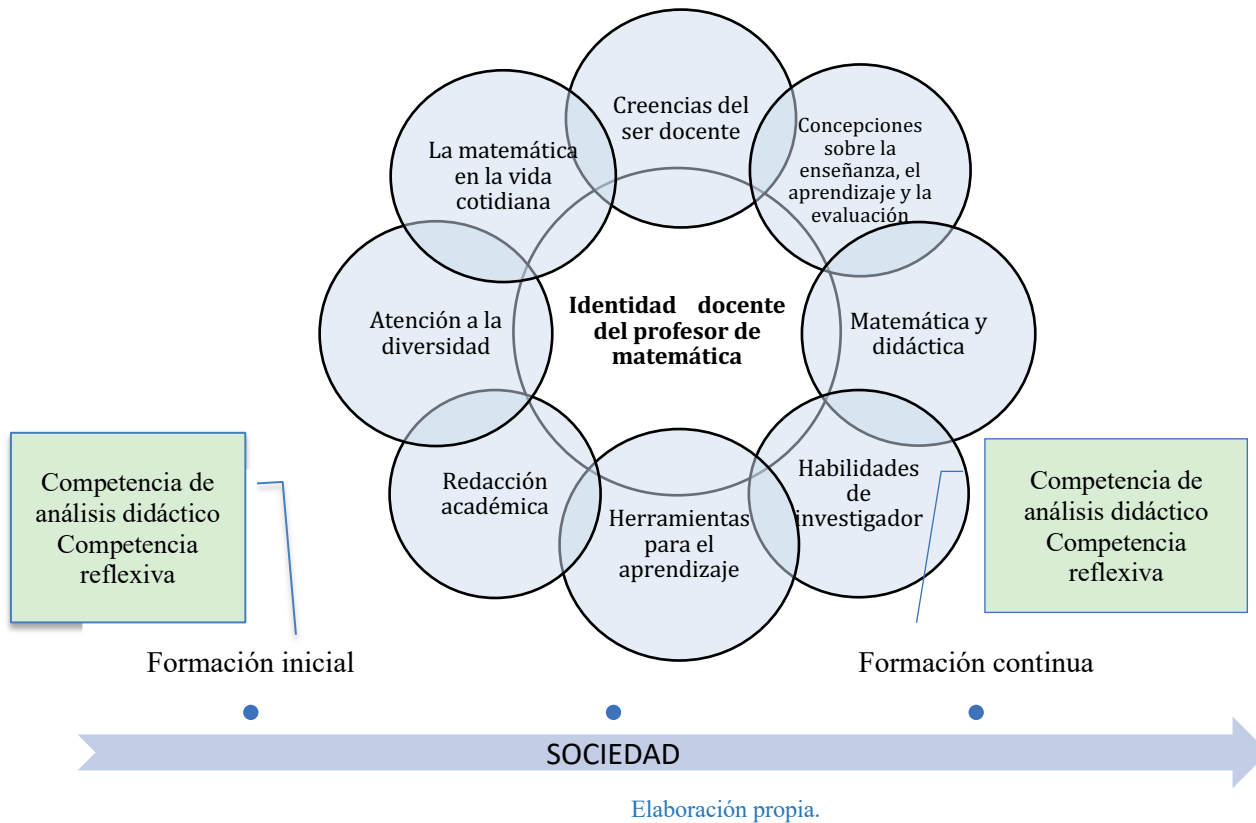 Creencias del
ser docente
Concepciones
sobre la
enseñanza, el
aprendizaje y la
evaluación
La matemática
en la vida
cotidiana
Identidad docente
del profesor de
matemática
Atención a la
diversidad
Matemática y
didáctica
Redacción
académica
Herramientas
para el
aprendizaje
Habilidades
de
investigador
Competencia de
análisis didáctico
Competencia
reflexiva
Competencia de
análisis didáctico
Competencia
reflexiva
Formación inicial
Formación continua
SOCIEDAD
Elaboración propia.